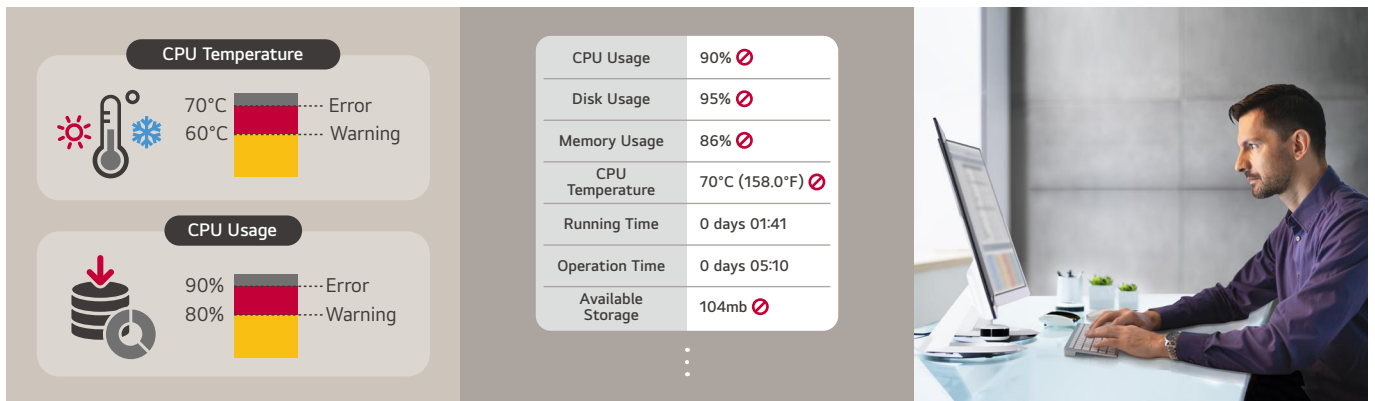 CPU Temperature
70°C Error
60°C Warning
CPU Usage
90% Error
80% Warning
CPU Usage 90%
Disk Usage 95%
Memory Usage 86%
CPU
Temperature 70°C (158.0°F)
Running Time 0 days 01:41
Operation Time 0 days 05:10
Available
Storage 104mb